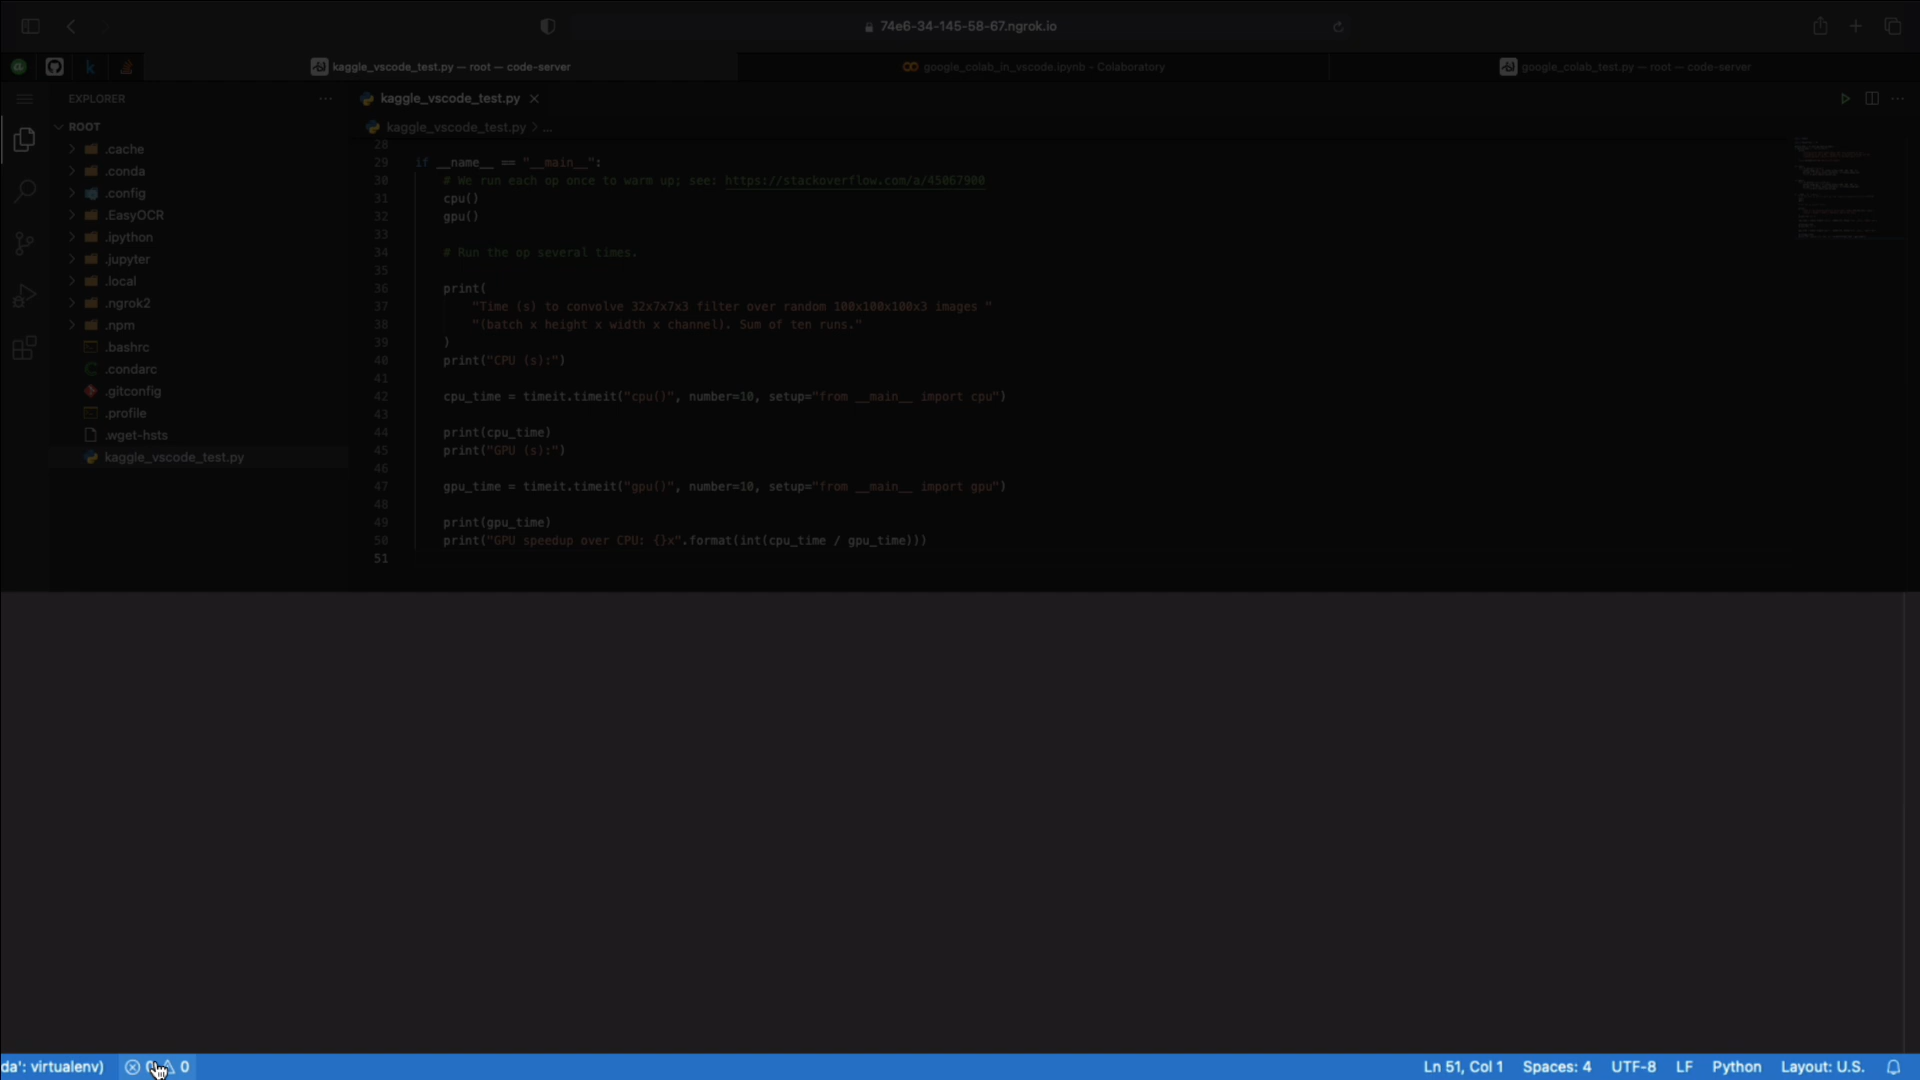 74e6-34-145-58-67.ngrok.io
kaggle_vscode_test.py — root — code-server
google_colab_in_vscode.ipynb – Colaboratory
google_colab_test.py — root — code-server
EXPLORER
kaggle_vscode_test.py
ROOT
kaggle_vscode_test.py > ...
.cache
.conda
.config
.EasyOCR
.ipython
.jupyter
.local
.ngrok2
.npm
.bashrc
.condarc
.gitconfig
.profile
.wget-hsts
kaggle_vscode_test.py
28
29 if __name__ == "__main__":
30 # We run each op once to warm up; see: https://stackoverflow.com/a/45067900
31 cpu()
32 gpu()
33
34 # Run the op several times.
35
36 print(
37 "Time (s) to convolve 32x7x7x3 filter over random 100x100x100x3 images "
38 "(batch x height x width x channel). Sum of ten runs."
39 )
40 print("CPU (s):")
41
42 cpu_time = timeit.timeit("cpu()", number=10, setup="from __main__ import cpu")
43
44 print(cpu_time)
45 print("GPU (s):")
46
47 gpu_time = timeit.timeit("gpu()", number=10, setup="from __main__ import gpu")
48
49 print(gpu_time)
50 print("GPU speedup over CPU: {}x".format(int(cpu_time / gpu_time)))
51
da': virtualenv) 0 0 Ln 51, Col 1 Spaces: 4 UTF-8 LF Python Layout: U.S.